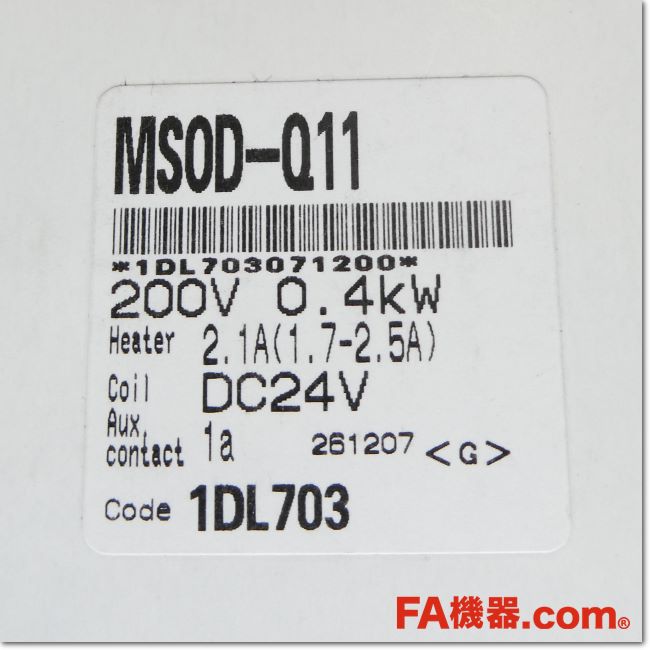 MSOD-Q11
*1DL703071200*
200V 0.4kW
Heater 2.1A(1.7-2.5A)
Coil DC24V
Aux. contact 1a 261207 <G>
Code 1DL703
FA機器.com®